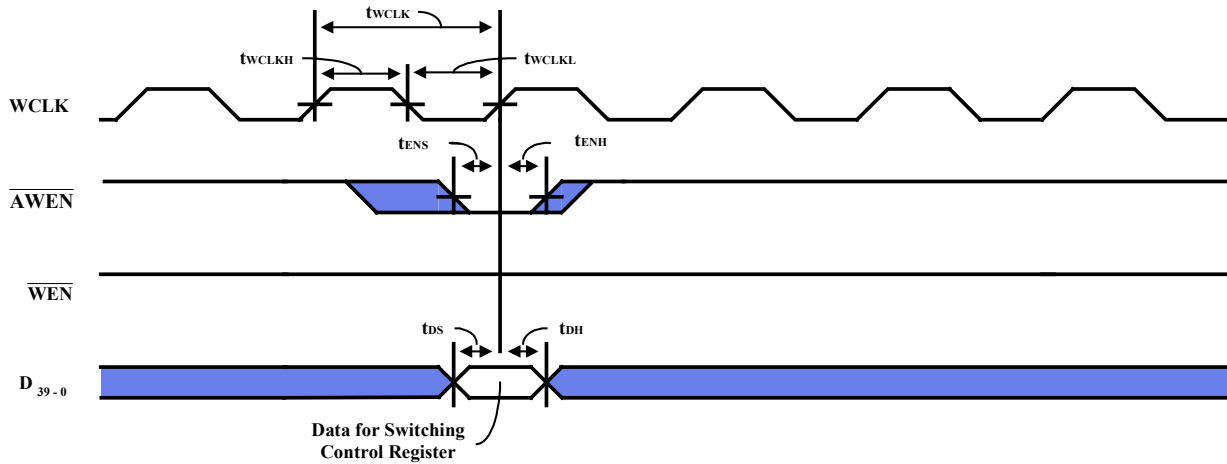 tWCLK
tWCLKH
tWCLKL
WCLK
tENS
tENH
AWEN
WEN
tDS
tDH
D 39 - 0
Data for Switching
Control Register